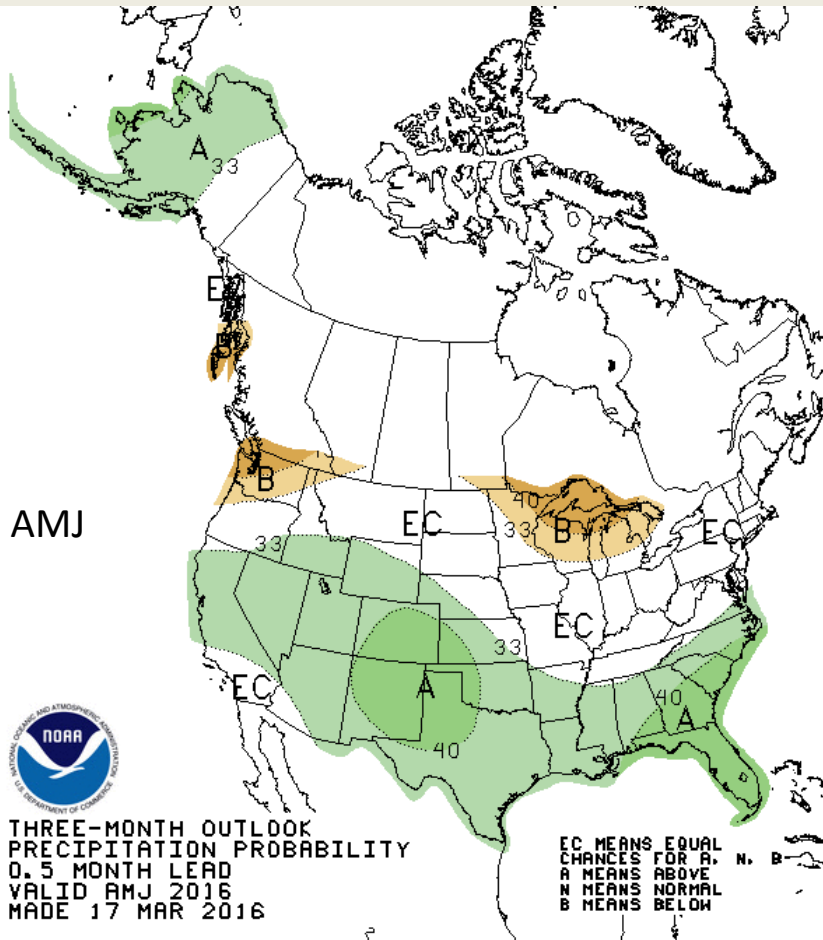 A
33
E
B
B
40
33
B
EC
EC
AMJ
33
EC
33
A
EC
40
A
40
NATIONAL OCEANIC AND ATMOSPHERIC ADMINISTRATION
NOAA
U.S. DEPARTMENT OF COMMERCE
THREE-MONTH OUTLOOK
PRECIPITATION PROBABILITY
0.5 MONTH LEAD
VALID AMJ 2016
MADE 17 MAR 2016
EC MEANS EQUAL
CHANCES FOR A, N, B
A MEANS ABOVE
N MEANS NORMAL
B MEANS BELOW